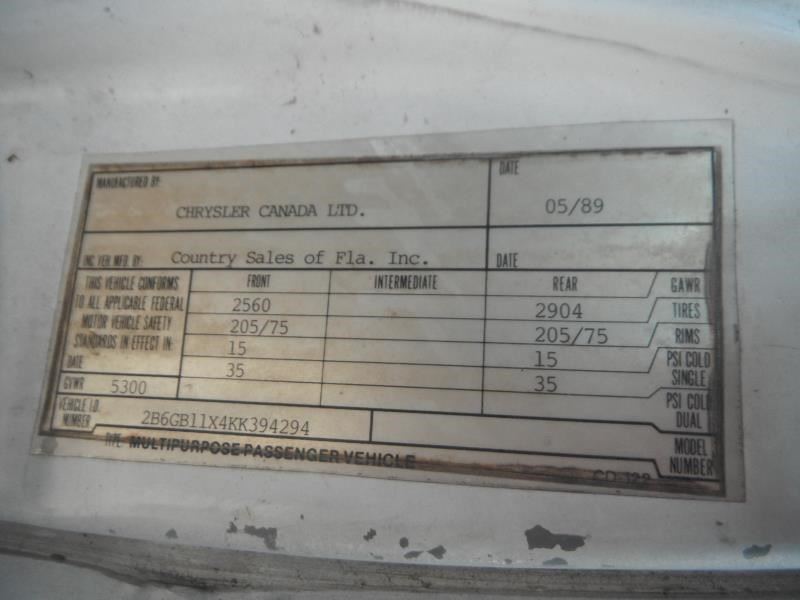 MANUFACTURED BY: DATE
CHRYSLER CANADA LTD. 05/89
INC. VEH. MFD. BY: Country Sales of Fla. Inc. DATE
THIS VEHICLE CONFORMS FRONT INTERMEDIATE REAR GAWR
TO ALL APPLICABLE FEDERAL 2560 2904 TIRES
MOTOR VEHICLE SAFETY 205/75 205/75 RIMS
STANDARDS IN EFFECT IN: 15 15 PSI COLD SINGLE
DATE 35 35 PSI COLD DUAL
GVWR 5300
VEHICLE I.D. NUMBER 2B6GB11X4KK394294 MODEL NUMBER
TYPE: MULTIPURPOSE PASSENGER VEHICLE